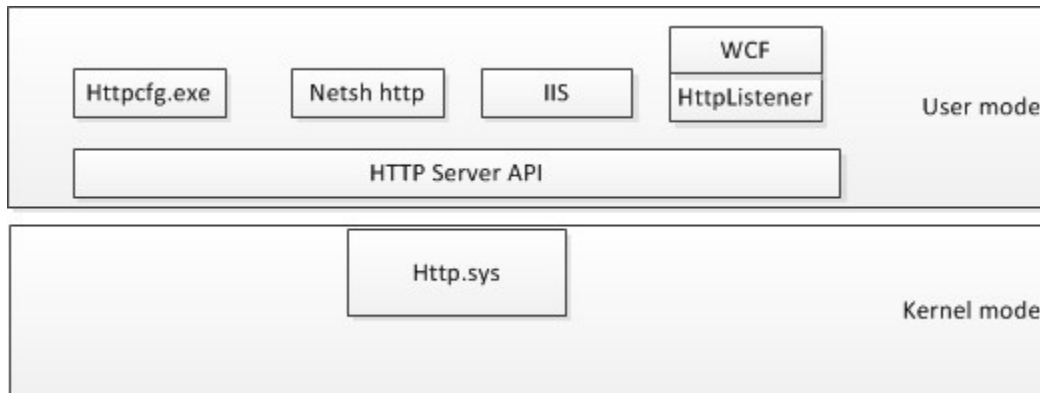 WCF
Httpcfg.exe
Netsh http
IIS
HttpListener
User mode
HTTP Server API
Http.sys
Kernel mode